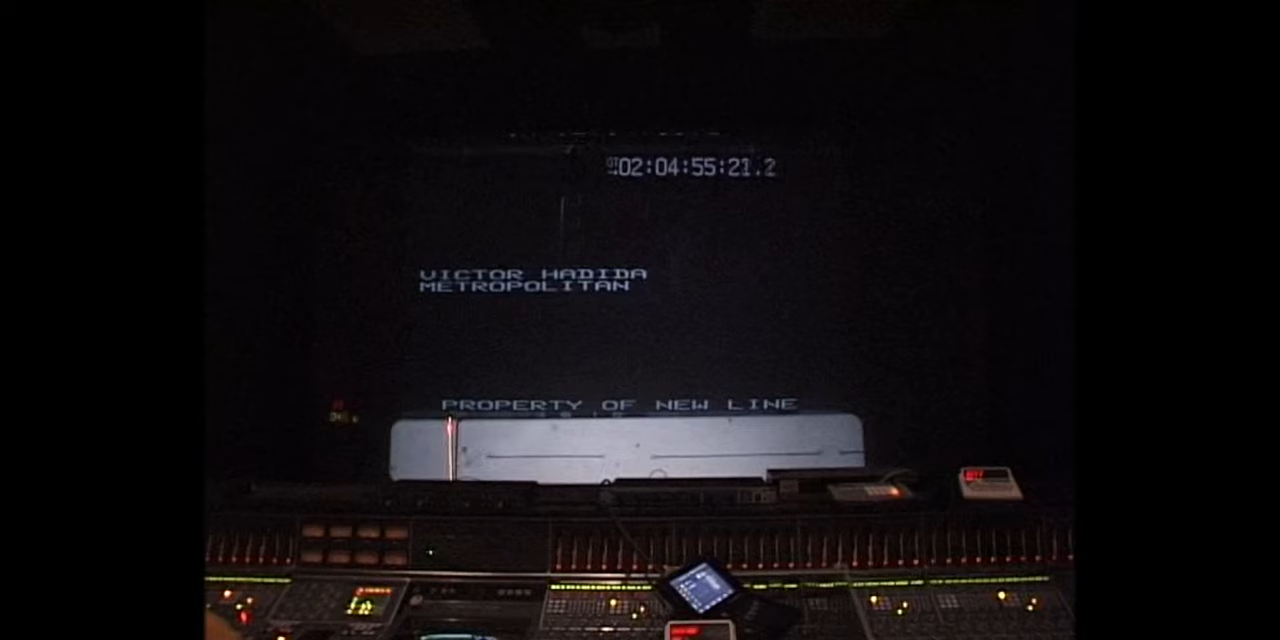 02:04:55:21.2
VICTOR HADIDA
METROPOLITAN
PROPERTY OF NEW LINE